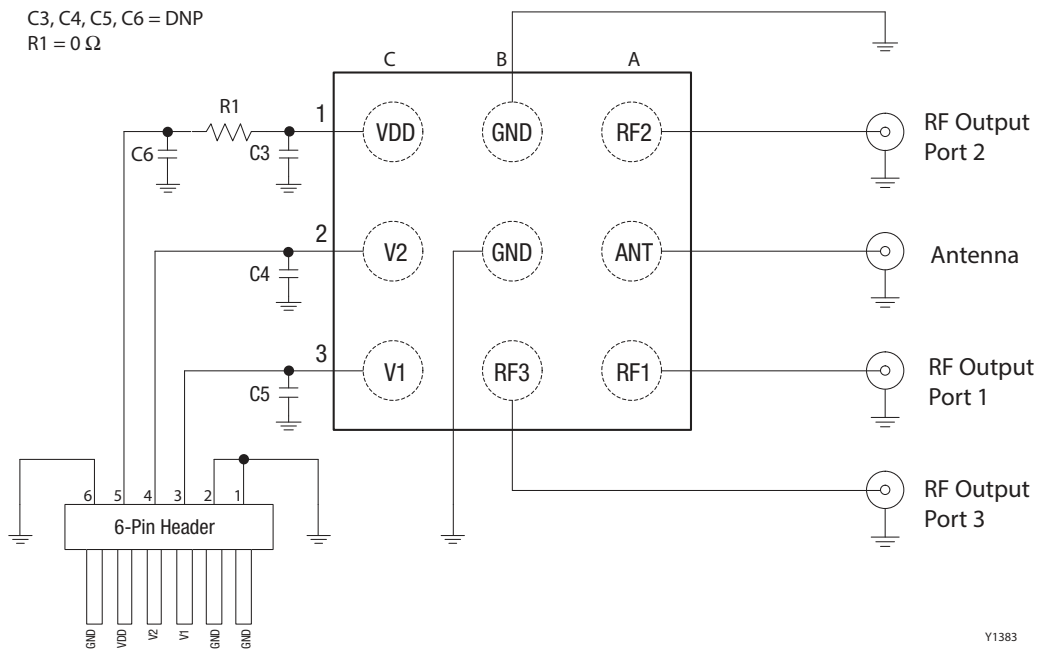 C3, C4, C5, C6 = DNP
R1 = 0 Ω
C B A
R1
1
VDD GND RF2
RF Output
Port 2
C6 C3
2
V2 GND ANT
Antenna
C4
3
V1 RF3 RF1
RF Output
Port 1
C5
6 5 4 3 2 1
RF Output
Port 3
6-Pin Header
GND VDD V2 V1 GND GND
Y1383